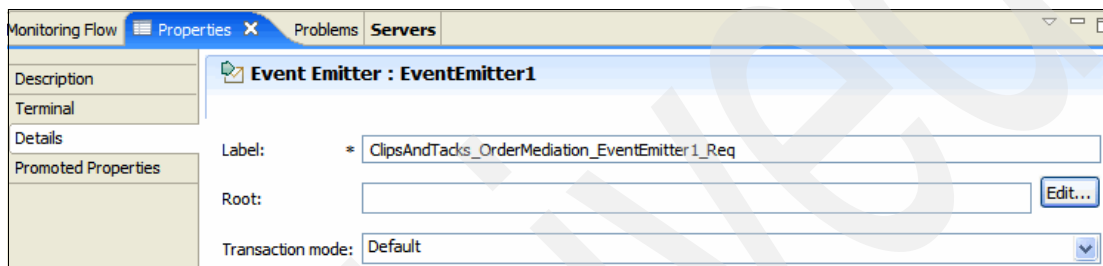 Monitoring Flow Properties Problems Servers
Event Emitter : EventEmitter1
Description
Terminal
Details
Promoted Properties
Label: * ClipsAndTacks_OrderMediation_EventEmitter1_Req
Root: Edit...
Transaction mode: Default